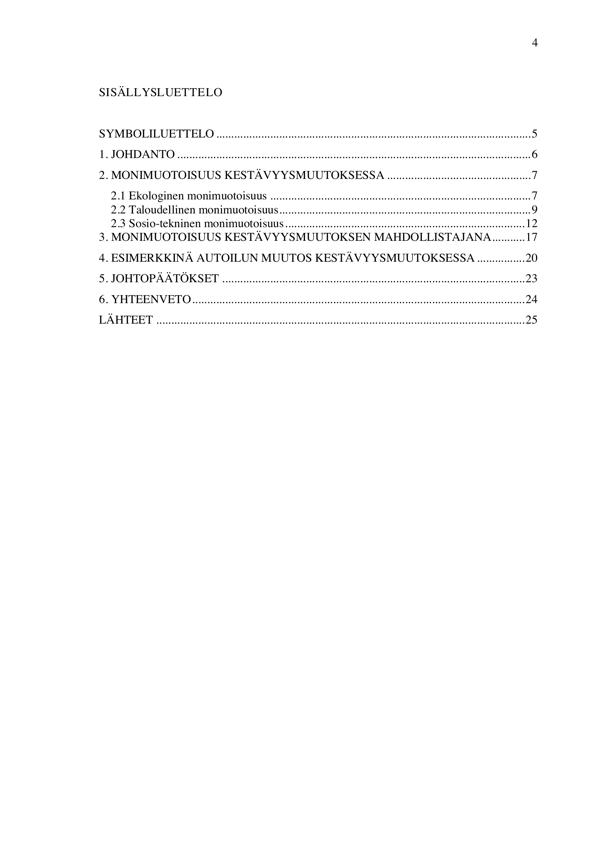 4
SISÄLLYSLUETTELO
SYMBOLILUETTELO ........................................................................................................5
1. JOHDANTO .....................................................................................................................6
2. MONIMUOTOISUUS KESTÄVYYSMUUTOKSESSA ................................................7
2.1 Ekologinen monimuotoisuus .......................................................................................7
2.2 Taloudellinen monimuotoisuus....................................................................................9
2.3 Sosio-tekninen monimuotoisuus................................................................................12
3. MONIMUOTOISUUS KESTÄVYYSMUUTOKSEN MAHDOLLISTAJANA...........17
4. ESIMERKKINÄ AUTOILUN MUUTOS KESTÄVYYSMUUTOKSESSA ................20
5. JOHTOPÄÄTÖKSET .....................................................................................................23
6. YHTEENVETO...............................................................................................................24
LÄHTEET ...........................................................................................................................25